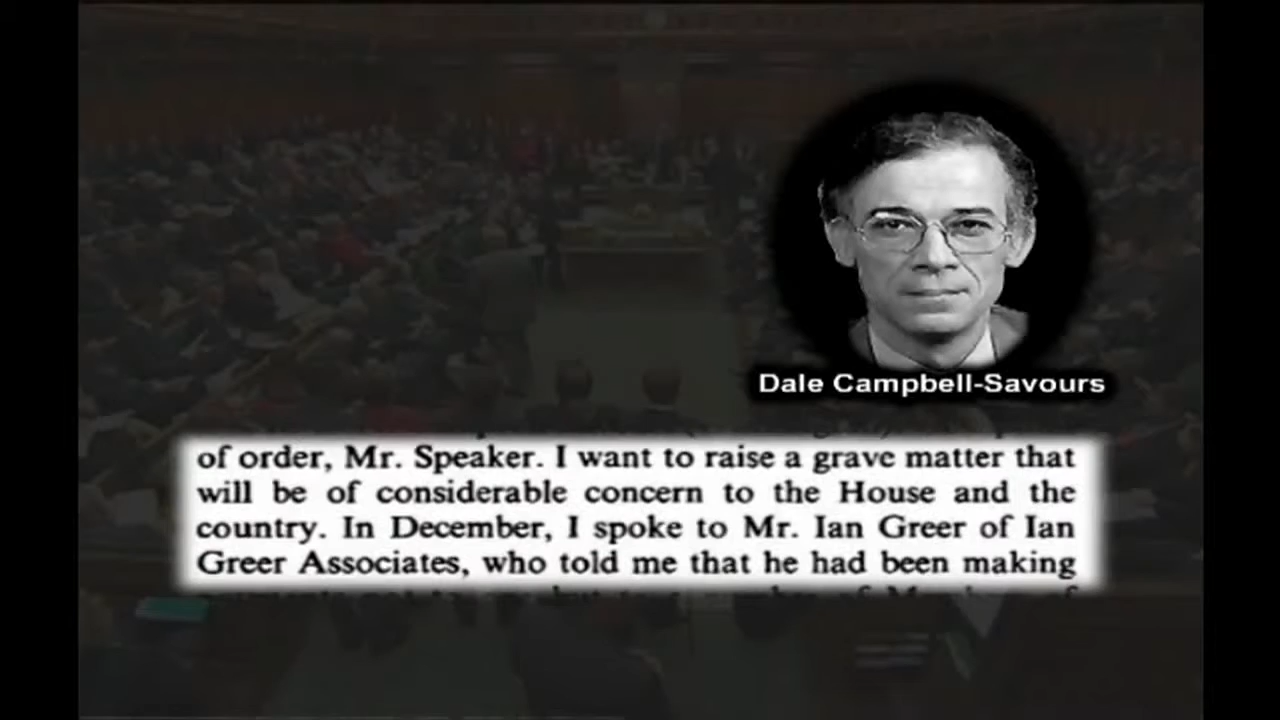 Dale Campbell-Savours
of order, Mr. Speaker. I want to raise a grave matter that
will be of considerable concern to the House and the
country. In December, I spoke to Mr. Ian Greer of Ian
Greer Associates, who told me that he had been making